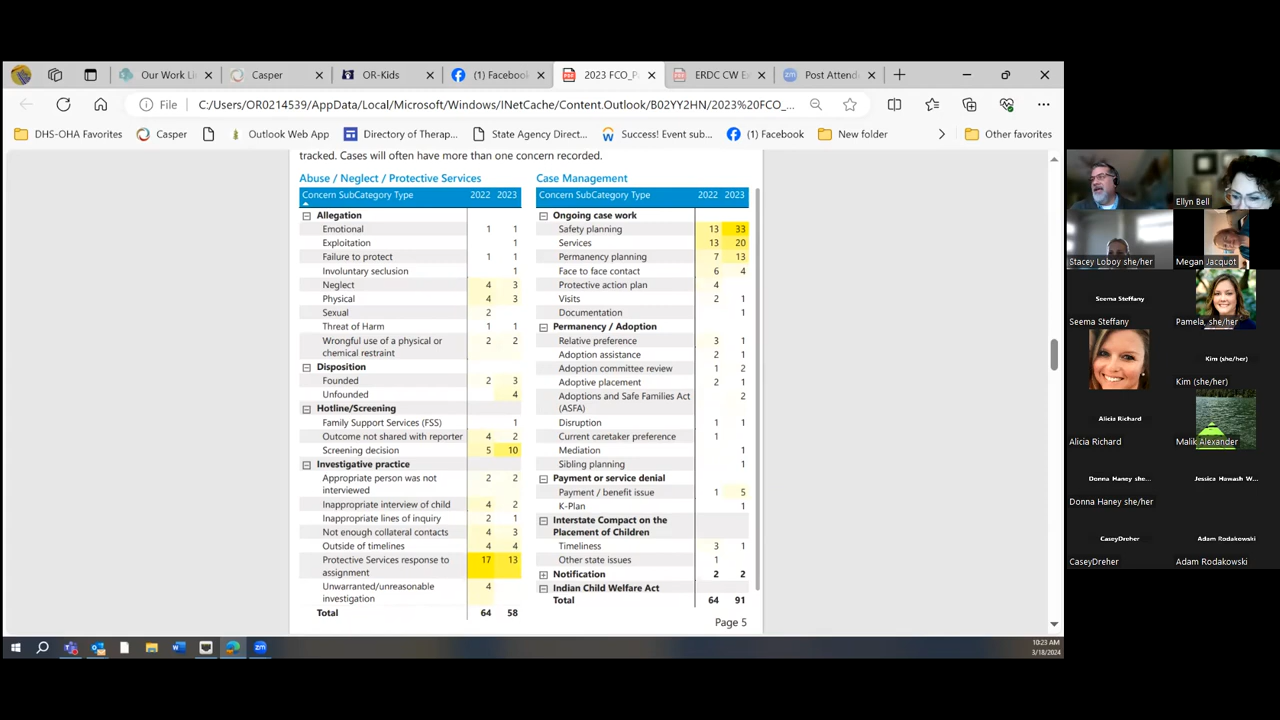 Our Work Li
Casper
OR-Kids
(1) Facebook
2023 FCO_P
ERDC CW Ex
Post Attend
File
C:/Users/OR0214539/AppData/Local/Microsoft/Windows/INetCache/Content.Outlook/B02YY2HN/2023%20FCO_...
DHS-OHA Favorites
Casper
Outlook Web App
Directory of Therap...
State Agency Direct...
Success! Event sub...
(1) Facebook
New folder
Other favorites
tracked. Cases will often have more than one concern recorded.
Abuse / Neglect / Protective Services
Concern SubCategory Type 2022 2023
Allegation
Emotional 1 1
Exploitation 1
Failure to protect 1 1
Involuntary seclusion 1
Neglect 4 3
Physical 4 3
Sexual 2
Threat of Harm 1 1
Wrongful use of a physical or 2 2
chemical restraint
Disposition
Founded 2 3
Unfounded 4
Hotline/Screening
Family Support Services (FSS) 1
Outcome not shared with reporter 4 2
Screening decision 5 10
Investigative practice
Appropriate person was not 2 2
interviewed
Inappropriate interview of child 4 2
Inappropriate lines of inquiry 2 1
Not enough collateral contacts 4 3
Outside of timelines 4 4
Protective Services response to 17 13
assignment
Unwarranted/unreasonable 4
investigation
Total 64 58
Case Management
Concern SubCategory Type 2022 2023
Ongoing case work
Safety planning 13 33
Services 13 20
Permanency planning 7 13
Face to face contact 6 4
Protective action plan 4
Visits 2 1
Documentation 1
Permanency / Adoption
Relative preference 3 1
Adoption assistance 2 1
Adoption committee review 1 2
Adoptive placement 2 1
Adoptions and Safe Families Act 2
(ASFA)
Disruption 1 1
Current caretaker preference 1
Mediation 1
Sibling planning 1
Payment or service denial
Payment / benefit issue 1 5
K-Plan 1
Interstate Compact on the
Placement of Children
Timeliness 3 1
Other state issues 1
Notification 2 2
Indian Child Welfare Act
Total 64 91
Page 5
10:23 AM
3/18/2024
Ellyn Bell
Stacey Loboy she/her
Megan Jacquot
Seema Steffany
Seema Steffany
Pamela, she/her
Kim (she/her)
Kim (she/her)
Alicia Richard
Alicia Richard
Malik Alexander
Donna Haney she...
Donna Haney she/her
Jessica Huwash W...
CaseyDreher
CaseyDreher
Adam Rodakowski
Adam Rodakowski